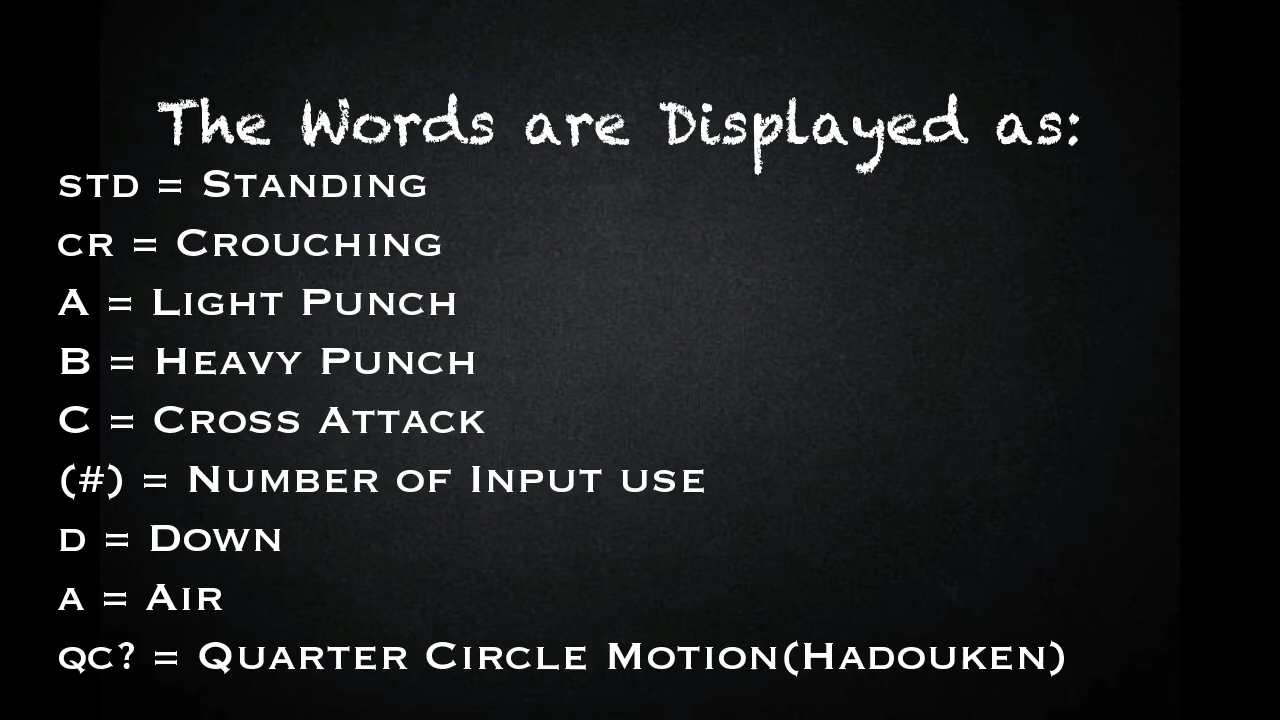 The Words are Displayed as:
std = Standing
cr = Crouching
A = Light Punch
B = Heavy Punch
C = Cross Attack
(#) = Number of Input use
d = Down
a = Air
qc? = Quarter Circle Motion(Hadouken)